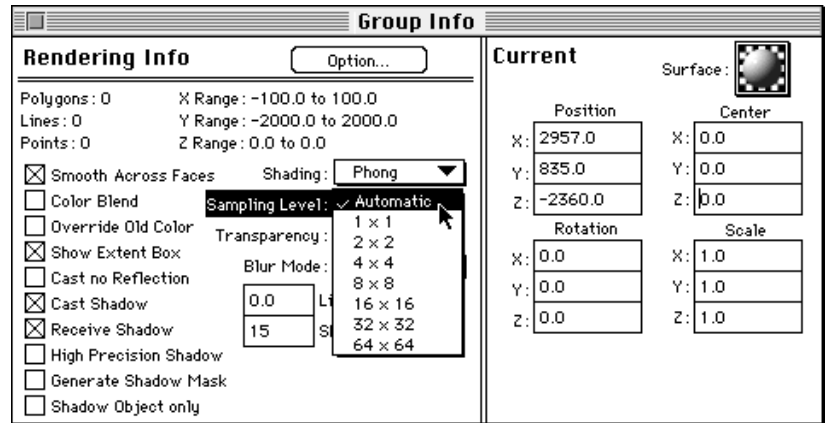 Group Info
Rendering Info
Option...
Polygons: 0 X Range: -100.0 to 100.0
Lines: 0 Y Range: -2000.0 to 2000.0
Points: 0 Z Range: 0.0 to 0.0
Smooth Across Faces Shading: Phong
Color Blend Sampling Level: ✓ Automatic
Override Old Color Transparency:
Show Extent Box Blur Mode:
Cast no Reflection
Cast Shadow 0.0
Receive Shadow 15
High Precision Shadow
Generate Shadow Mask
Shadow Object only
1 × 1
2 × 2
4 × 4
8 × 8
16 × 16
32 × 32
64 × 64
Current
Surface:
Position Center
X: 2957.0 X: 0.0
Y: 835.0 Y: 0.0
Z: -2360.0 Z: 0.0
Rotation Scale
X: 0.0 X: 1.0
Y: 0.0 Y: 1.0
Z: 0.0 Z: 1.0